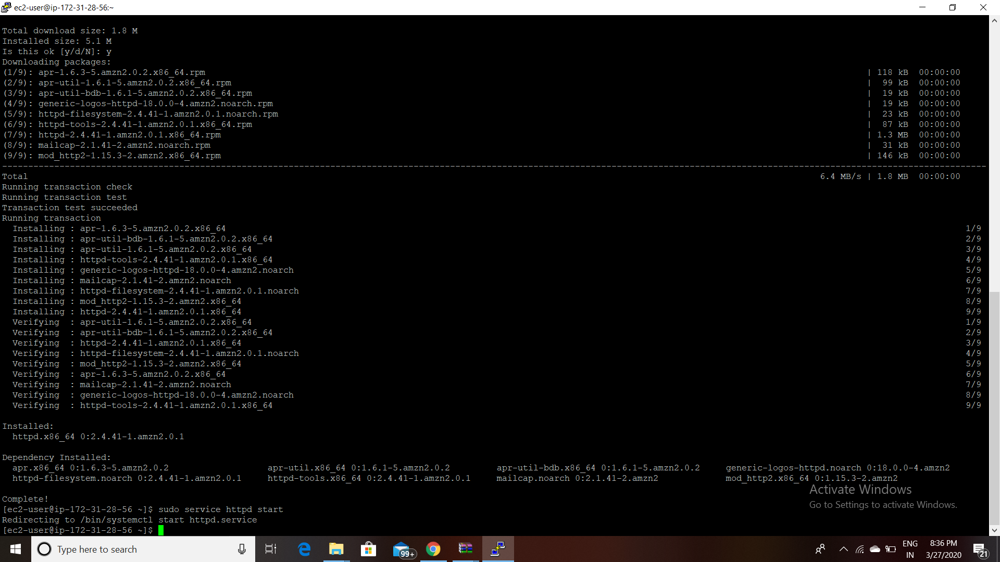 ec2-user@ip-172-31-28-56:~
Total download size: 1.8 M
Installed size: 5.1 M
Is this ok [y/d/N]: y
Downloading packages:
(1/9): apr-1.6.3-5.amzn2.0.2.x86_64.rpm | 118 kB 00:00:00
(2/9): apr-util-1.6.1-5.amzn2.0.2.x86_64.rpm | 99 kB 00:00:00
(3/9): apr-util-bdb-1.6.1-5.amzn2.0.2.x86_64.rpm | 19 kB 00:00:00
(4/9): generic-logos-httpd-18.0.0-4.amzn2.noarch.rpm | 19 kB 00:00:00
(5/9): httpd-filesystem-2.4.41-1.amzn2.0.1.noarch.rpm | 23 kB 00:00:00
(6/9): httpd-tools-2.4.41-1.amzn2.0.1.x86_64.rpm | 87 kB 00:00:00
(7/9): httpd-2.4.41-1.amzn2.0.1.x86_64.rpm | 1.3 MB 00:00:00
(8/9): mailcap-2.1.41-2.amzn2.noarch.rpm | 31 kB 00:00:00
(9/9): mod_http2-1.15.3-2.amzn2.x86_64.rpm | 146 kB 00:00:00
--------------------------------------------------------------------------------
Total 6.4 MB/s | 1.8 MB 00:00:00
Running transaction check
Running transaction test
Transaction test succeeded
Running transaction
Installing : apr-1.6.3-5.amzn2.0.2.x86_64 1/9
Installing : apr-util-bdb-1.6.1-5.amzn2.0.2.x86_64 2/9
Installing : apr-util-1.6.1-5.amzn2.0.2.x86_64 3/9
Installing : httpd-tools-2.4.41-1.amzn2.0.1.x86_64 4/9
Installing : generic-logos-httpd-18.0.0-4.amzn2.noarch 5/9
Installing : mailcap-2.1.41-2.amzn2.noarch 6/9
Installing : httpd-filesystem-2.4.41-1.amzn2.0.1.noarch 7/9
Installing : mod_http2-1.15.3-2.amzn2.x86_64 8/9
Installing : httpd-2.4.41-1.amzn2.0.1.x86_64 9/9
Verifying : apr-util-1.6.1-5.amzn2.0.2.x86_64 1/9
Verifying : apr-util-bdb-1.6.1-5.amzn2.0.2.x86_64 2/9
Verifying : httpd-2.4.41-1.amzn2.0.1.x86_64 3/9
Verifying : httpd-filesystem-2.4.41-1.amzn2.0.1.noarch 4/9
Verifying : mod_http2-1.15.3-2.amzn2.x86_64 5/9
Verifying : apr-1.6.3-5.amzn2.0.2.x86_64 6/9
Verifying : mailcap-2.1.41-2.amzn2.noarch 7/9
Verifying : generic-logos-httpd-18.0.0-4.amzn2.noarch 8/9
Verifying : httpd-tools-2.4.41-1.amzn2.0.1.x86_64 9/9
Installed:
httpd.x86_64 0:2.4.41-1.amzn2.0.1
Dependency Installed:
apr.x86_64 0:1.6.3-5.amzn2.0.2 apr-util.x86_64 0:1.6.1-5.amzn2.0.2 apr-util-bdb.x86_64 0:1.6.1-5.amzn2.0.2 generic-logos-httpd.noarch 0:18.0.0-4.amzn2
httpd-filesystem.noarch 0:2.4.41-1.amzn2.0.1 httpd-tools.x86_64 0:2.4.41-1.amzn2.0.1 mailcap.noarch 0:2.1.41-2.amzn2 mod_http2.x86_64 0:1.15.3-2.amzn2
Complete!
[ec2-user@ip-172-31-28-56 ~]$ sudo service httpd start
Redirecting to /bin/systemctl start httpd.service
[ec2-user@ip-172-31-28-56 ~]$
Activate Windows
Go to Settings to activate Windows.
Type here to search
99+
ENG
IN
8:36 PM
3/27/2020
21